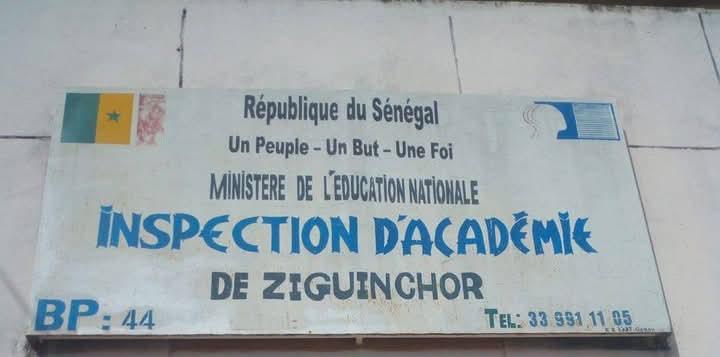 République du Sénégal
Un Peuple - Un But - Une Foi
MINISTERE DE L'EDUCATION NATIONALE
INSPECTION D'ACADÉMIE
DE ZIGUINCHOR
BP: 44
TEL: 33 991 11 05